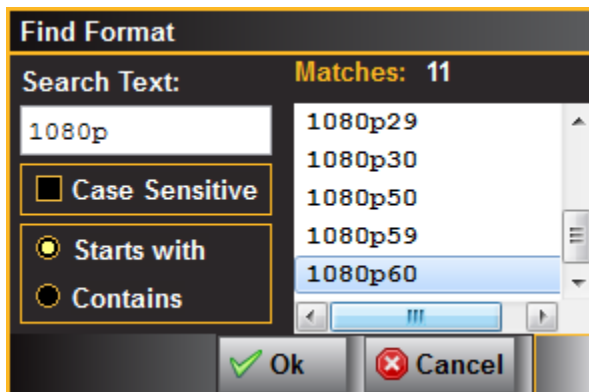 Find Format
Search Text:
1080p
Case Sensitive
Starts with
Contains
Matches: 11
1080p29
1080p30
1080p50
1080p59
1080p60
Ok
Cancel